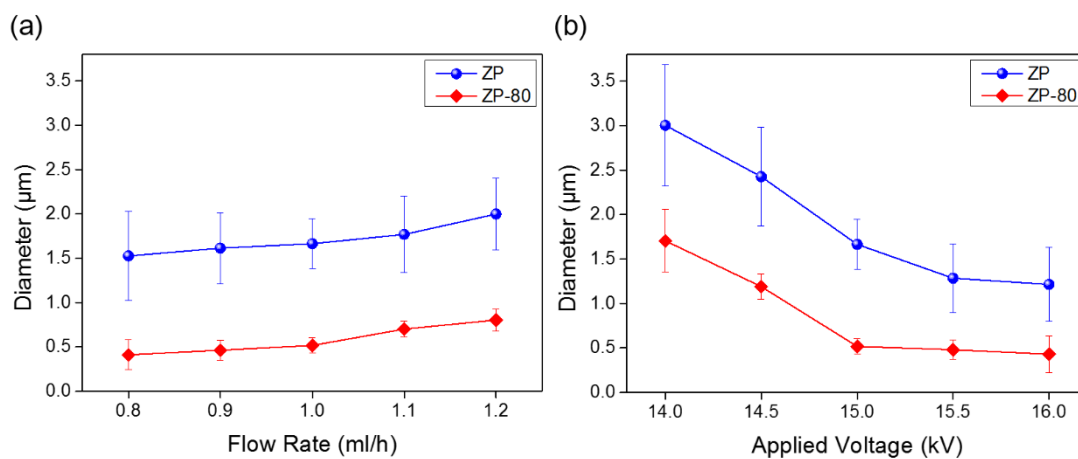 (a)
ZP
ZP-80
3.5
3.0
2.5
2.0
1.5
1.0
0.5
0.0
Diameter (μm)
0.8 0.9 1.0 1.1 1.2
Flow Rate (ml/h)
(b)
ZP
ZP-80
3.5
3.0
2.5
2.0
1.5
1.0
0.5
0.0
Diameter (μm)
14.0 14.5 15.0 15.5 16.0
Applied Voltage (kV)